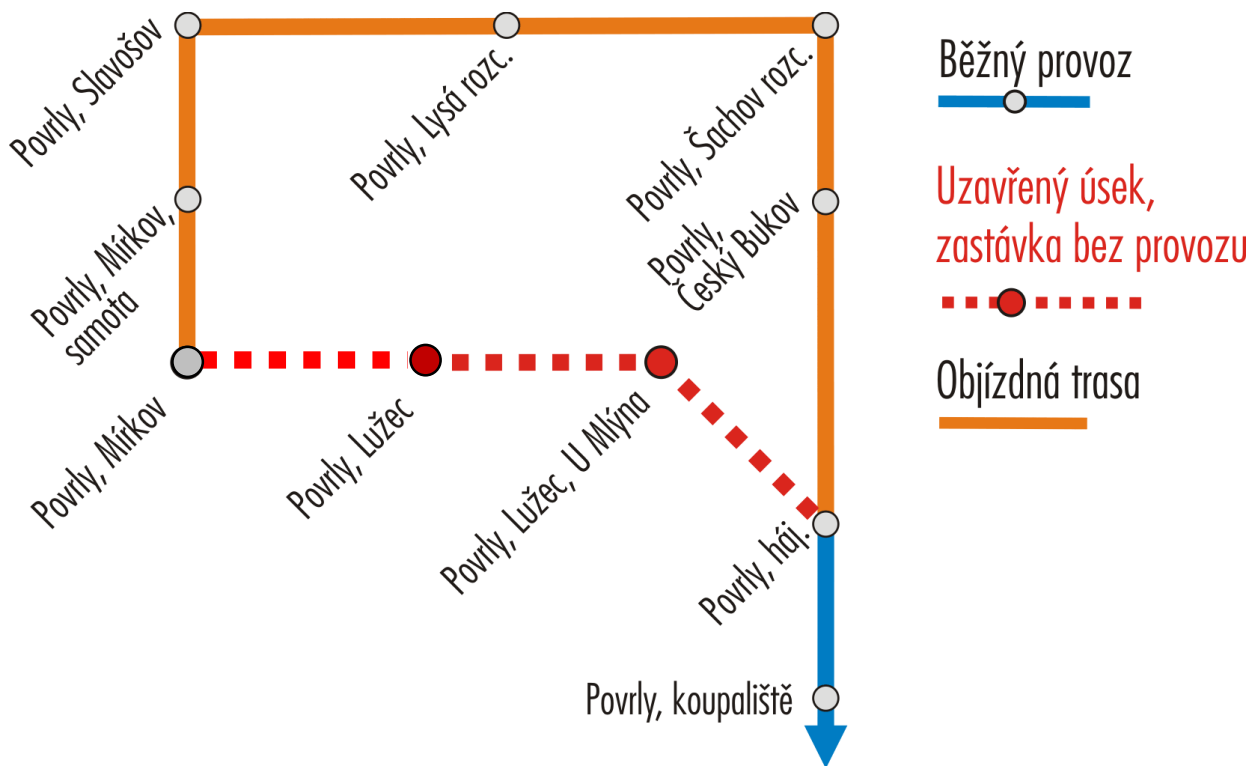 Povrly, Slavošov
Povrly, Lysá rozc.
Povrly, Šachov rozc.
Povrly, Mírkov,
samota
Povrly,
Český Bukov
Povrly, Mírkov
Povrly, Lužec
Povrly, Lužec, U Mlýna
Povrly, háj.
Povrly, koupaliště
Běžný provoz
Uzavřený úsek,
zastávka bez provozu
Objízdná trasa